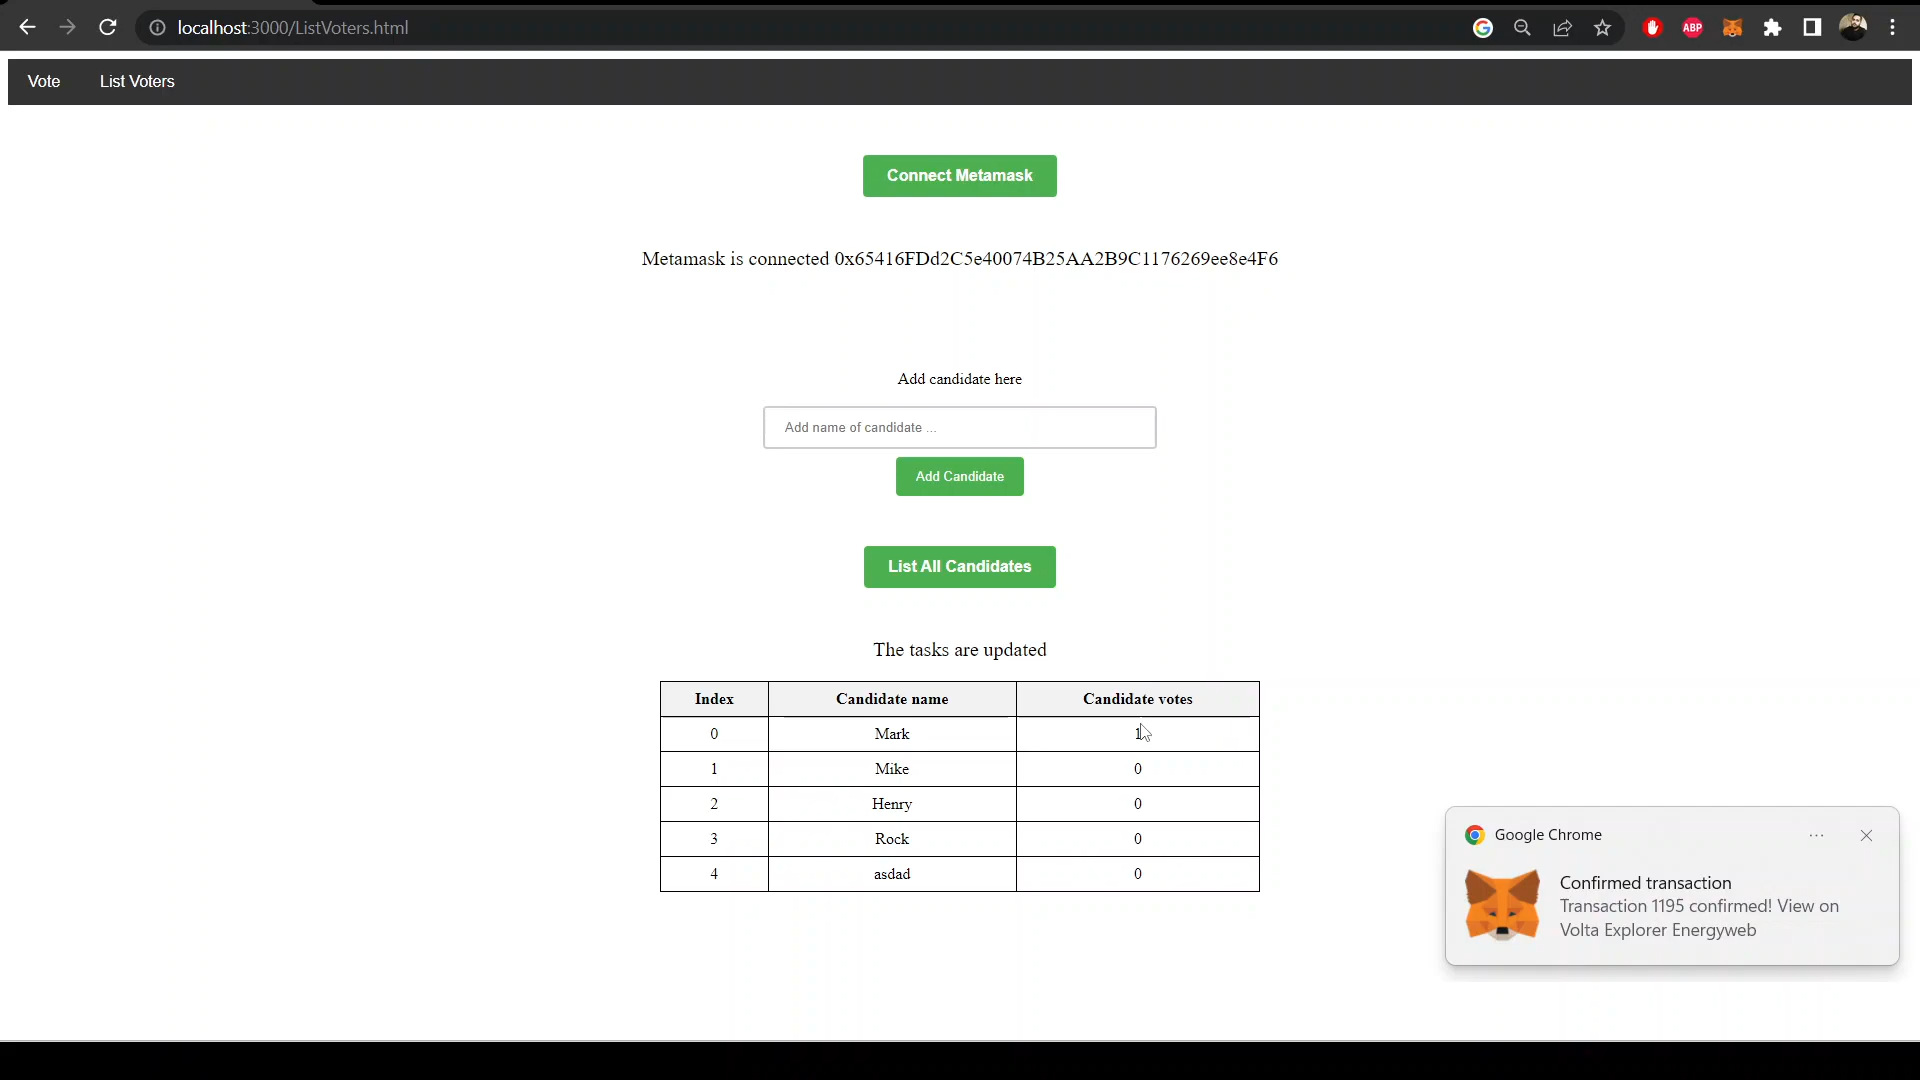 localhost:3000/ListVoters.html
ABP
Vote
List Voters
Connect Metamask
Metamask is connected 0x65416FDd2C5e40074B25AA2B9C1176269ee8e4F6
Add candidate here
Add name of candidate ...
Add Candidate
List All Candidates
The tasks are updated
Index Candidate name Candidate votes
0 Mark 1
1 Mike 0
2 Henry 0
3 Rock 0
4 asdad 0
Google Chrome
Confirmed transaction
Transaction 1195 confirmed! View on
Volta Explorer Energyweb